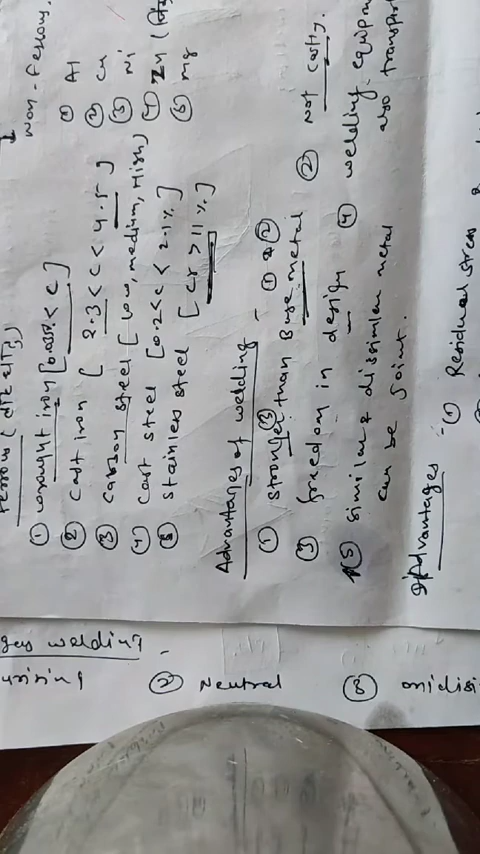 Ferrous (
① wrought iron [0.035% < C]
② cast iron [ 2.3 < C < 4.5 ]
③ carbon steel [ Low, medium, High ]
④ cast steel [0.2 < C < 2.1%]
⑤ stainless steel [ Cr > 11% ]
Non-Ferrous.
① Al
② Cu
③ Ni
④ Zn
⑤ Mg
Advantages of welding -
① stronger than Base metal
② Not costly.
③ freedom in design
④ welding equipm
also transport
⑤ similar & dissimilar metal
can be Joint.
disAdvantages :-
① Residual stress &
gas welding -
② Neutral
③ oxidisi